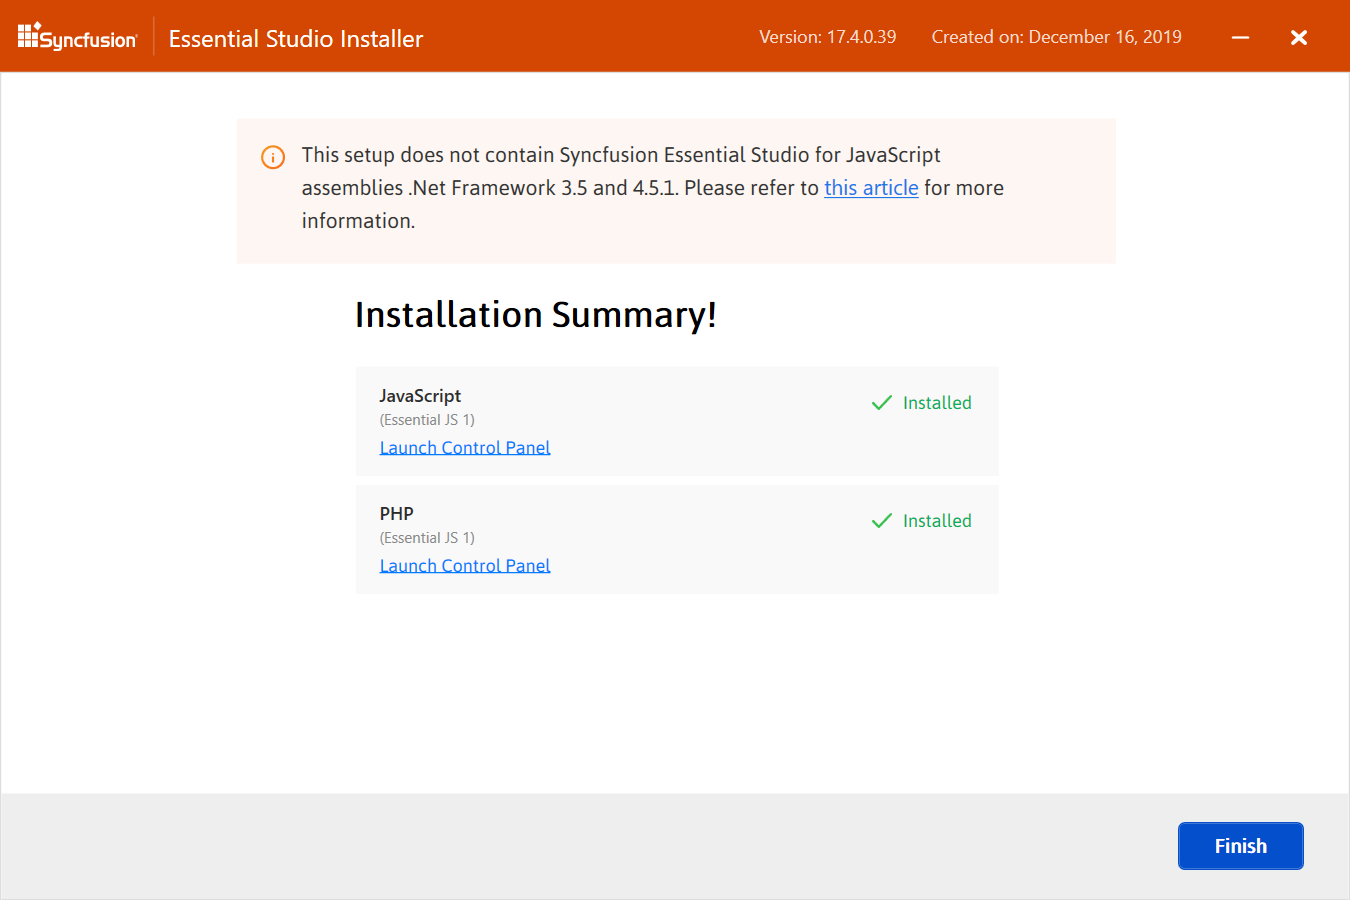 Syncfusion
Essential Studio Installer
Version: 17.4.0.39
Created on: December 16, 2019
This setup does not contain Syncfusion Essential Studio for JavaScript
assemblies .Net Framework 3.5 and 4.5.1. Please refer to this article for more
information.
Installation Summary!
JavaScript
(Essential JS 1)
Launch Control Panel
Installed
PHP
(Essential JS 1)
Launch Control Panel
Installed
Finish